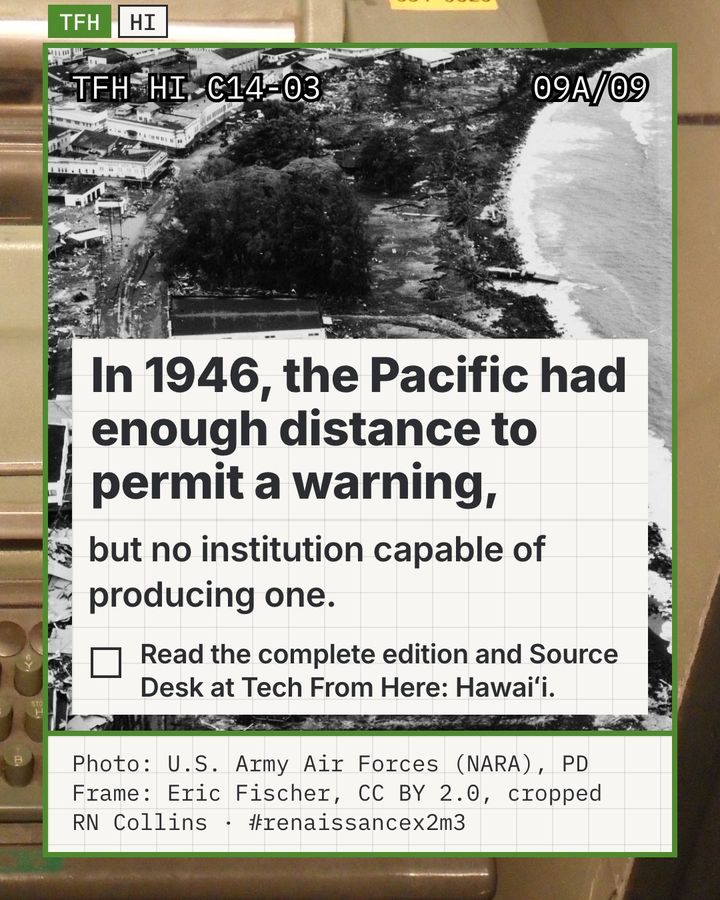 TFH HI
TFH HI C14-03 09A/09
In 1946, the Pacific had
enough distance to
permit a warning,
but no institution capable of
producing one.
Read the complete edition and Source
Desk at Tech From Here: Hawaiʻi.
Photo: U.S. Army Air Forces (NARA), PD
Frame: Eric Fischer, CC BY 2.0, cropped
RN Collins · #renaissancex2m3